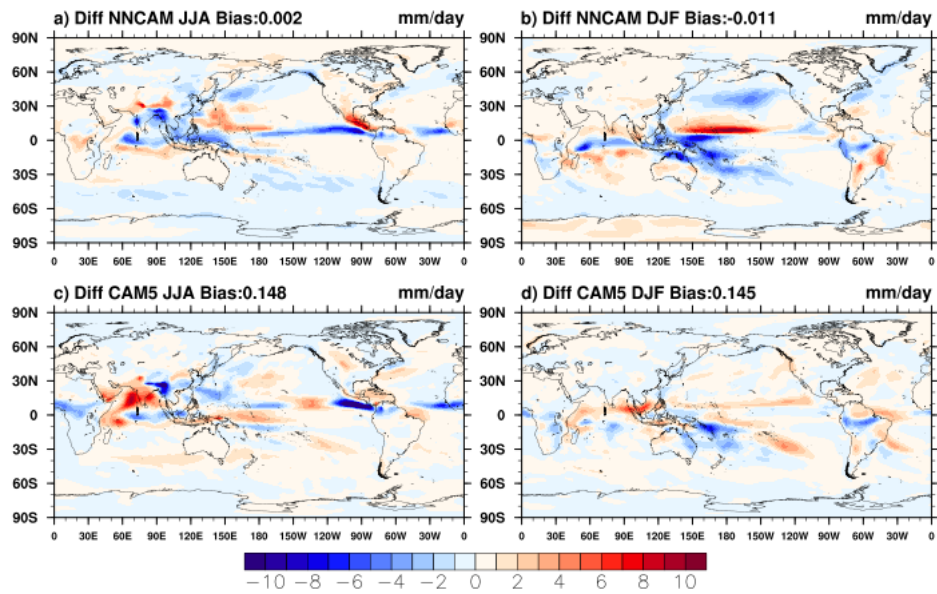 a) Diff NNCAM JJA Bias:0.002 mm/day
b) Diff NNCAM DJF Bias:-0.011 mm/day
90N
60N
30N
0
30S
60S
90S
0 30E 60E 90E 120E 150E 180 150W 120W 90W 60W 30W 0
90N
60N
30N
0
30S
60S
90S
0 30E 60E 90E 120E 150E 180 150W 120W 90W 60W 30W 0
c) Diff CAM5 JJA Bias:0.148 mm/day
d) Diff CAM5 DJF Bias:0.145 mm/day
90N
60N
30N
0
30S
60S
90S
0 30E 60E 90E 120E 150E 180 150W 120W 90W 60W 30W 0
90N
60N
30N
0
30S
60S
90S
0 30E 60E 90E 120E 150E 180 150W 120W 90W 60W 30W 0
−10 −8 −6 −4 −2 0 2 4 6 8 10